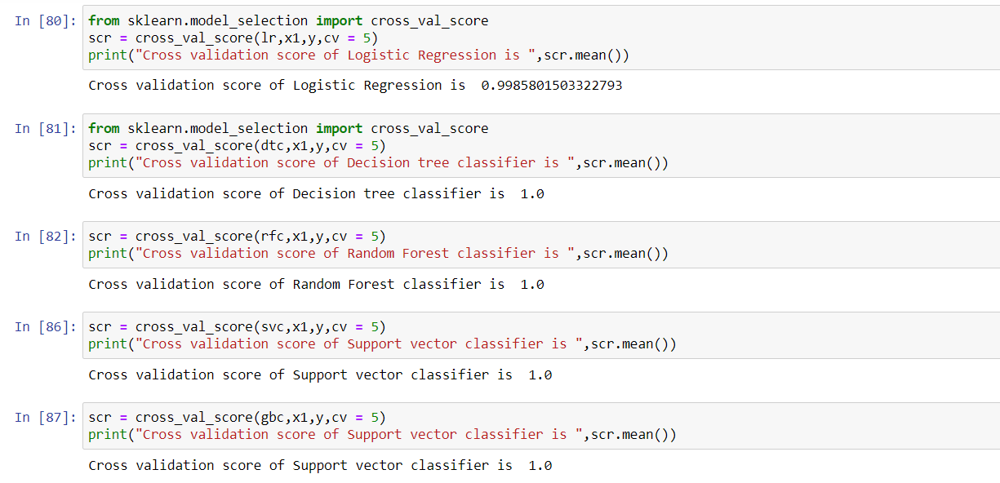 In [80]: from sklearn.model_selection import cross_val_score
scr = cross_val_score(lr,x1,y,cv = 5)
print("Cross validation score of Logistic Regression is ",scr.mean())
Cross validation score of Logistic Regression is  0.9985801503322793
In [81]: from sklearn.model_selection import cross_val_score
scr = cross_val_score(dtc,x1,y,cv = 5)
print("Cross validation score of Decision tree classifier is ",scr.mean())
Cross validation score of Decision tree classifier is  1.0
In [82]: scr = cross_val_score(rfc,x1,y,cv = 5)
print("Cross validation score of Random Forest classifier is ",scr.mean())
Cross validation score of Random Forest classifier is  1.0
In [86]: scr = cross_val_score(svc,x1,y,cv = 5)
print("Cross validation score of Support vector classifier is ",scr.mean())
Cross validation score of Support vector classifier is  1.0
In [87]: scr = cross_val_score(gbc,x1,y,cv = 5)
print("Cross validation score of Support vector classifier is ",scr.mean())
Cross validation score of Support vector classifier is  1.0